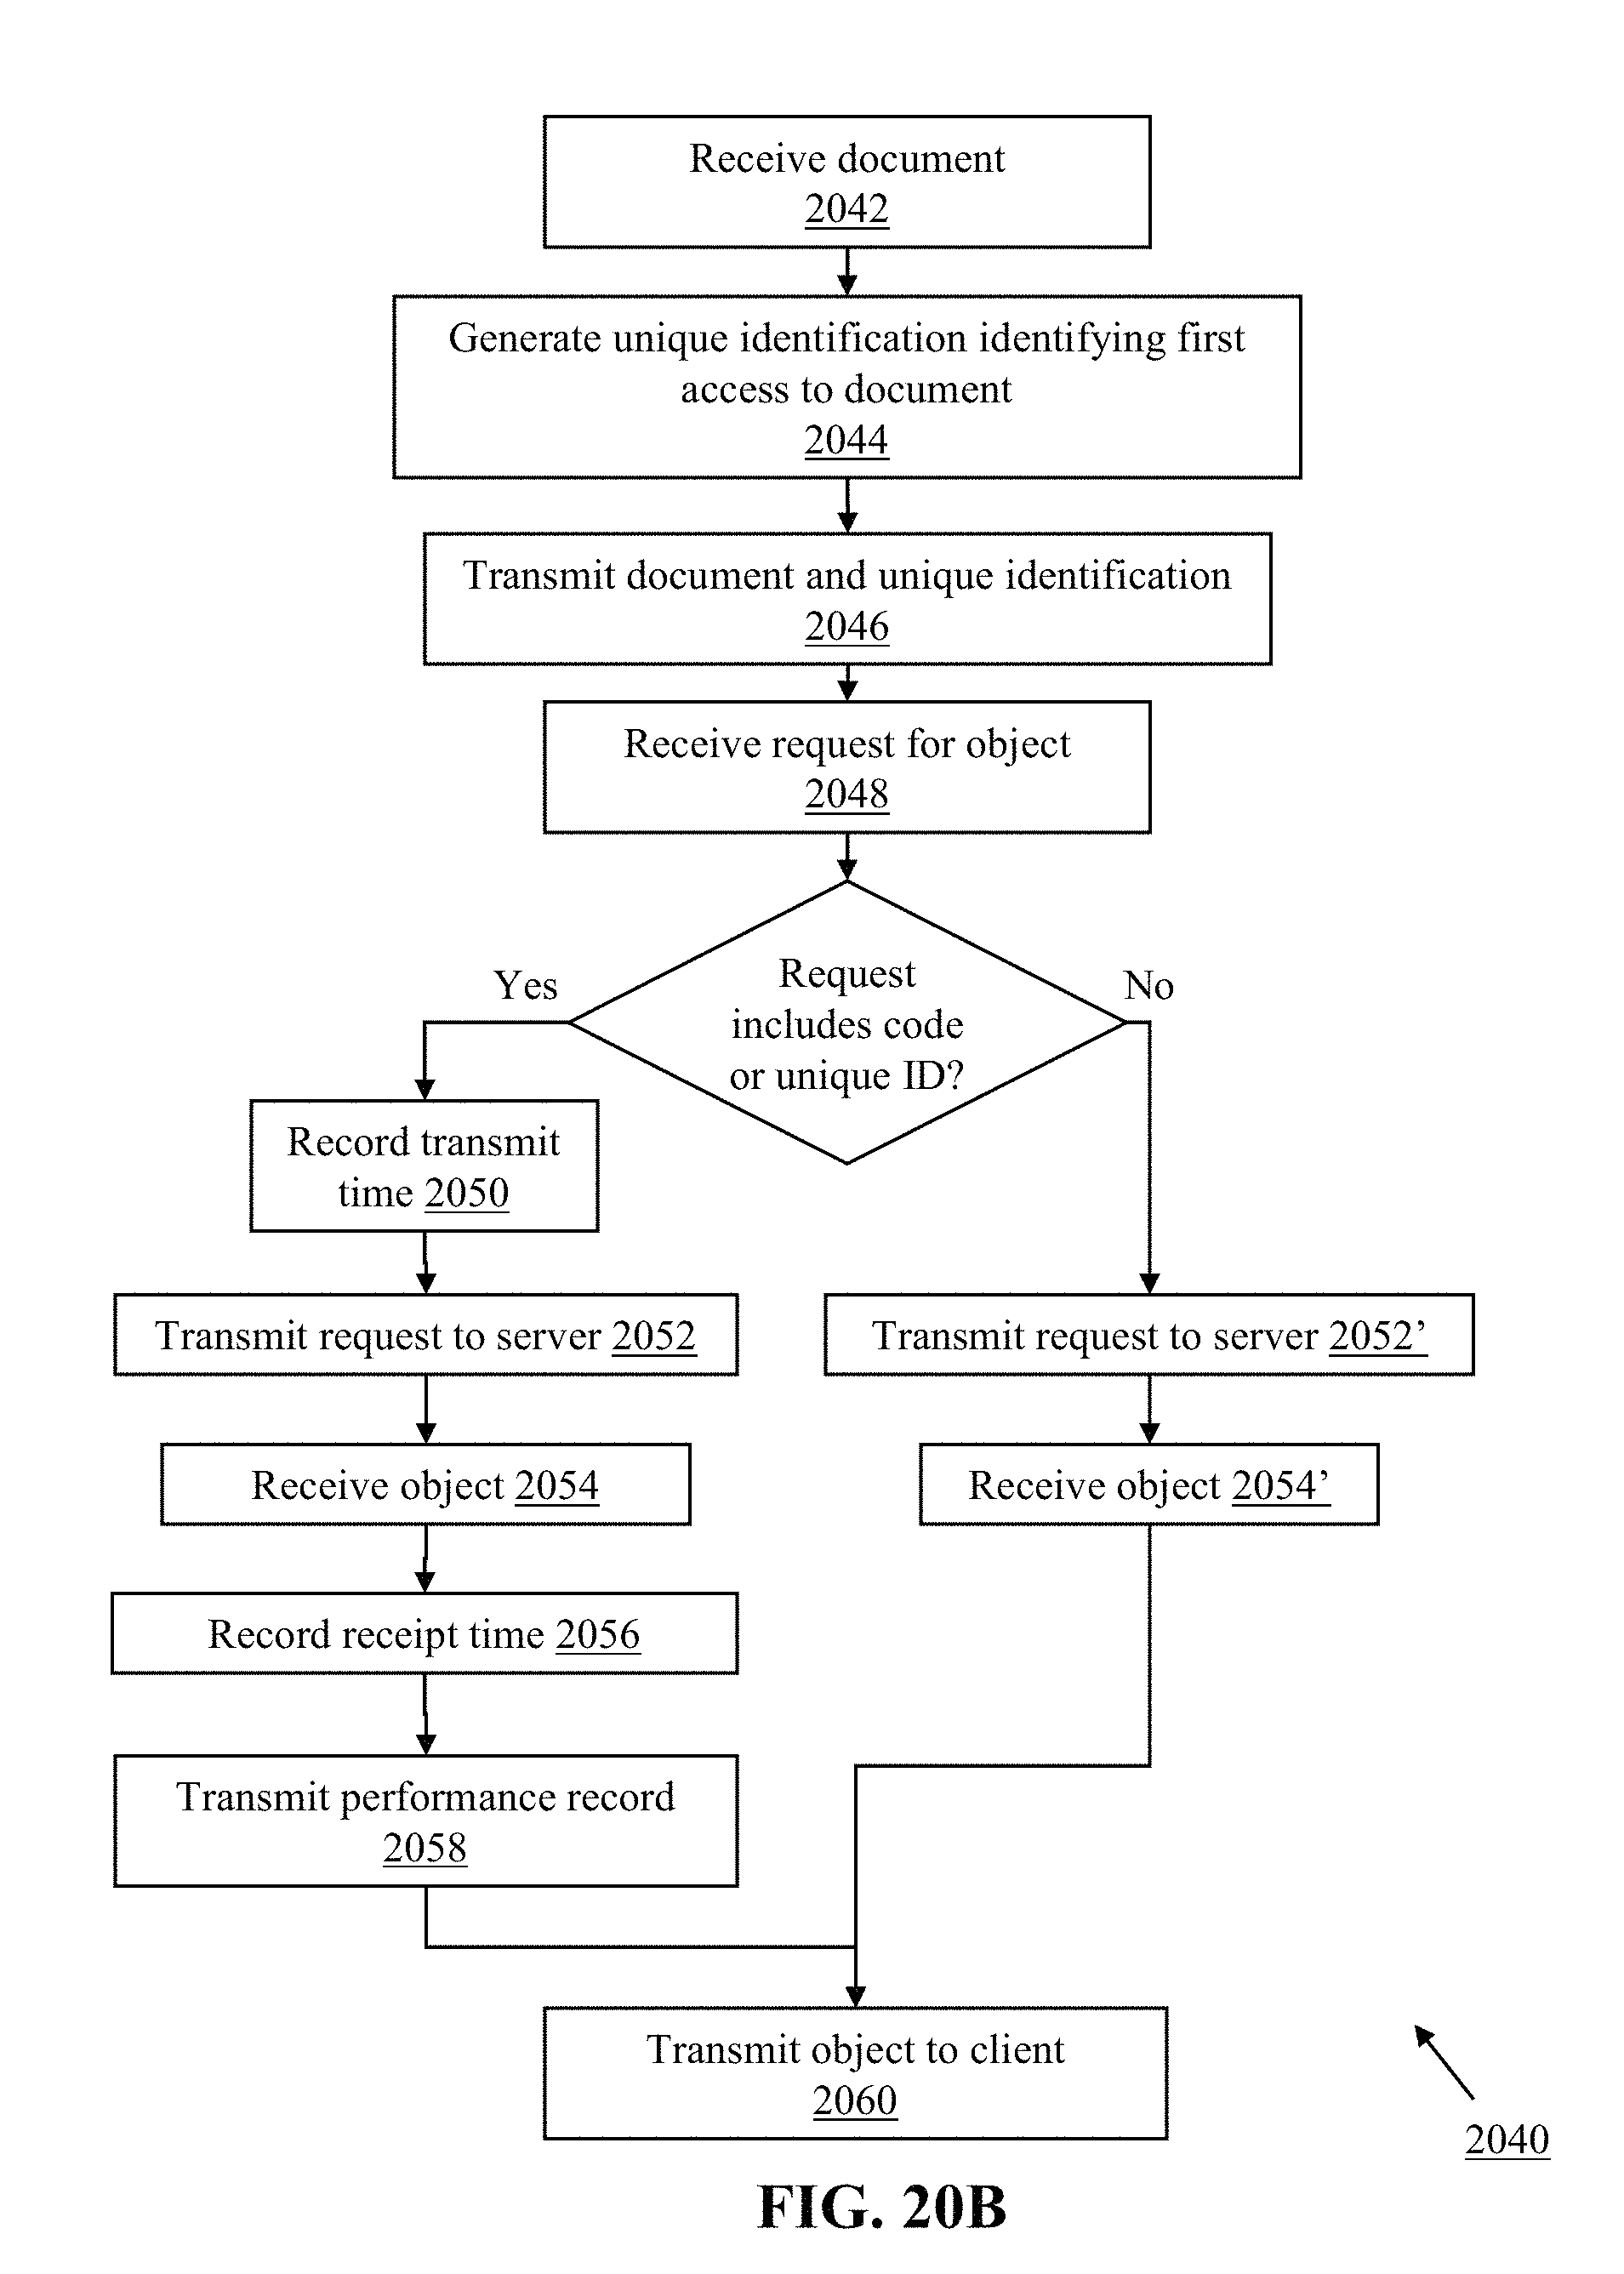 Receive document
2042
Generate unique identification identifying first
access to document
2044
Transmit document and unique identification
2046
Receive request for object
2048
Yes
Request
includes code
or unique ID?
No
Record transmit
time 2050
Transmit request to server 2052
Transmit request to server 2052’
Receive object 2054
Receive object 2054’
Record receipt time 2056
Transmit performance record
2058
Transmit object to client
2060
2040
FIG. 20B